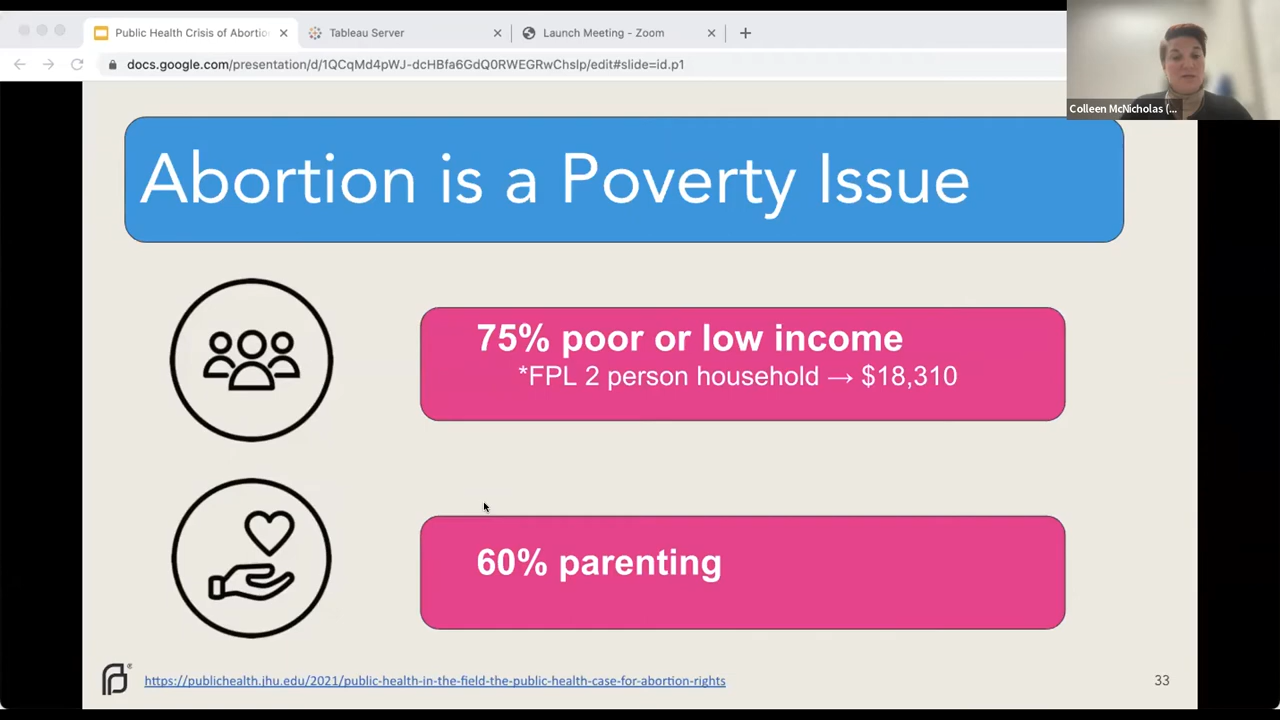 Public Health Crisis of Abortio
Tableau Server
Launch Meeting - Zoom
docs.google.com/presentation/d/1QCqMd4pWJ-dcHBfa6GdQ0RWEGRwChslp/edit#slide=id.p1
Colleen McNicholas (...
Abortion is a Poverty Issue
75% poor or low income
*FPL 2 person household → $18,310
60% parenting
https://publichealth.jhu.edu/2021/public-health-in-the-field-the-public-health-case-for-abortion-rights
33